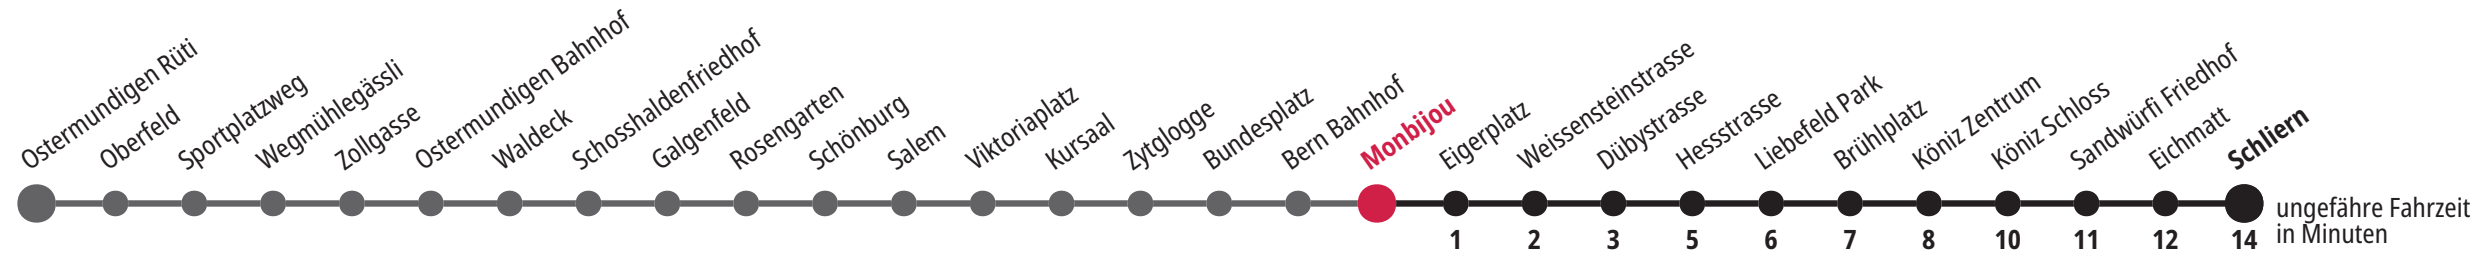 Ostermundigen Rüti
Oberfeld
Sportplatzweg
Wegmühlegässli
Zollgasse
Ostermundigen Bahnhof
Waldeck
Schosshaldenfriedhof
Galgenfeld
Rosengarten
Schönburg
Salem
Viktoriaplatz
Kursaal
Zytglogge
Bundesplatz
Bern Bahnhof
Monbijou
Eigerplatz
Weissensteinstrasse
Dübystrasse
Hessstrasse
Liebefeld Park
Brühlplatz
Köniz Zentrum
Köniz Schloss
Sandwürfi Friedhof
Eichmatt
Schliern
1 2 3 5 6 7 8 10 11 12 14
ungefähre Fahrzeit
in Minuten